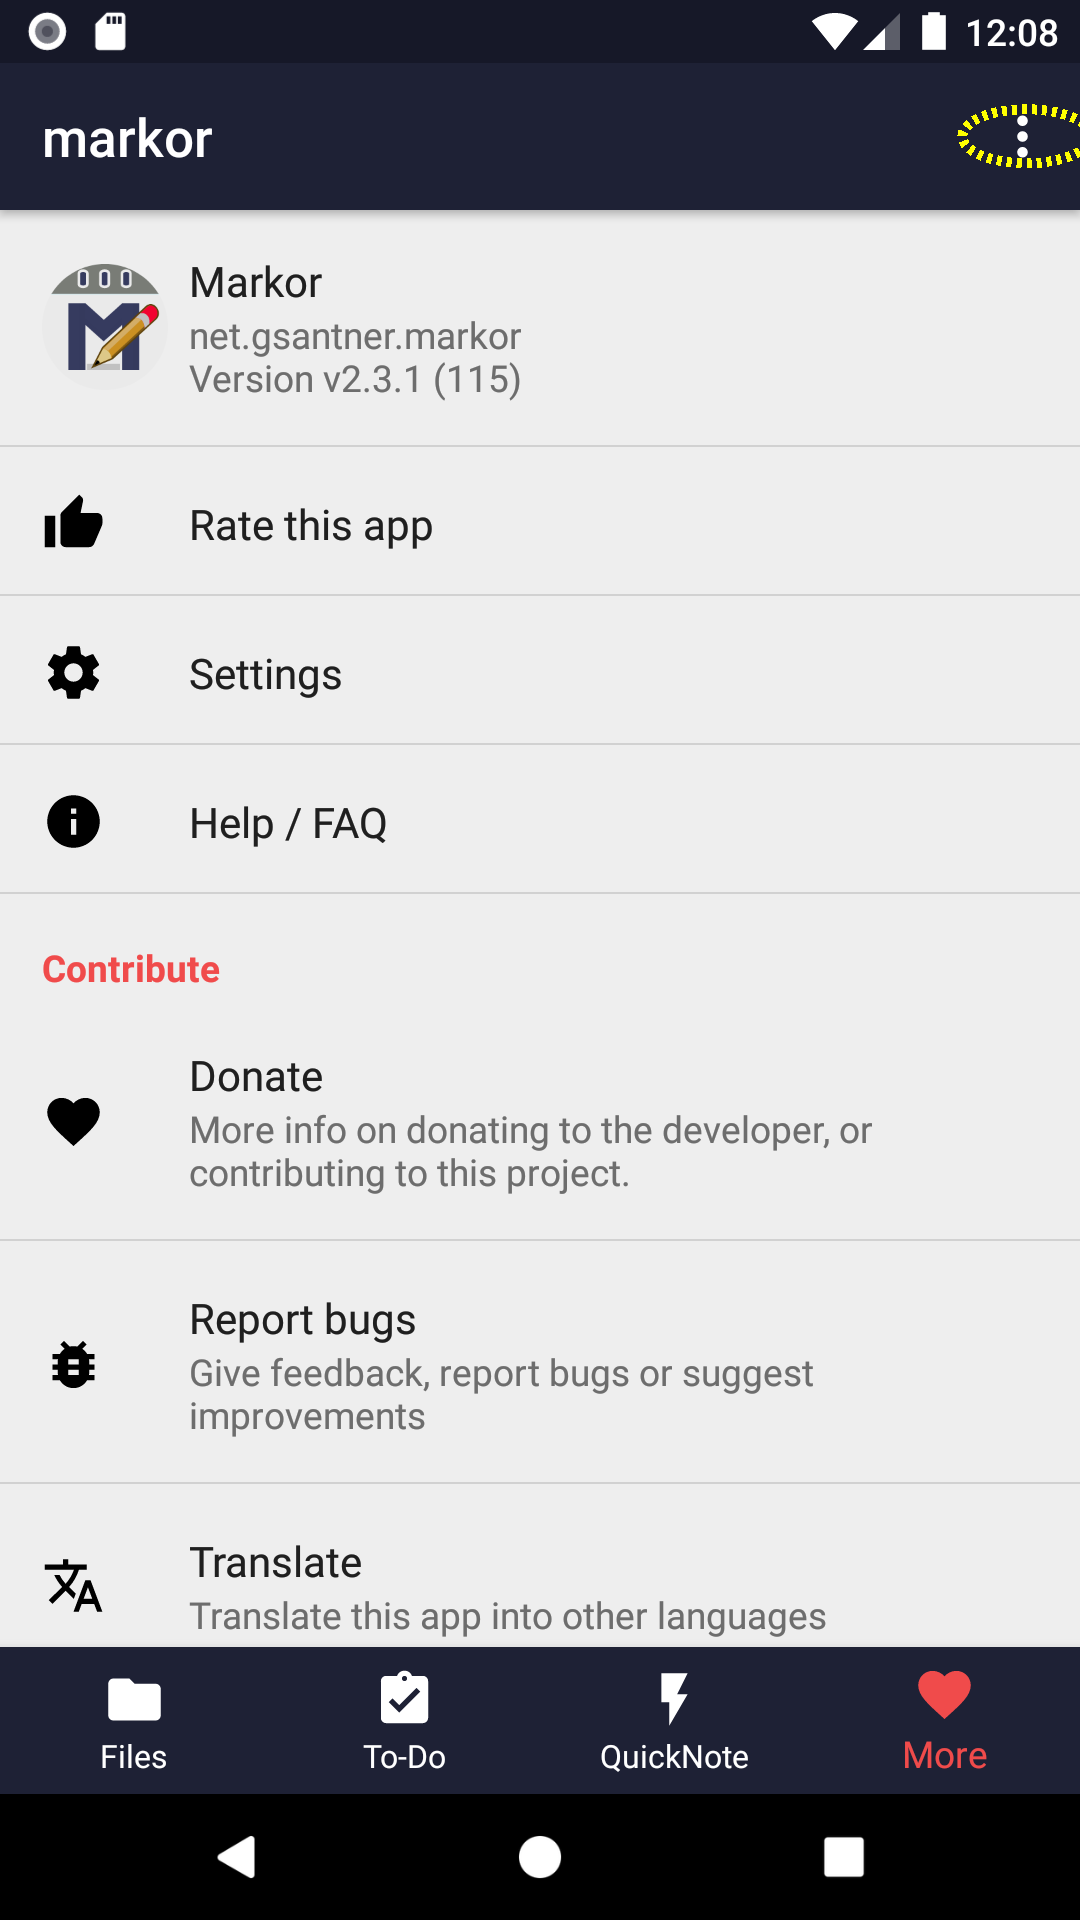 12:08
markor
Markor
net.gsantner.markor
Version v2.3.1 (115)
Rate this app
Settings
Help / FAQ
Contribute
Donate
More info on donating to the developer, or
contributing to this project.
Report bugs
Give feedback, report bugs or suggest
improvements
Translate
Translate this app into other languages
Files
To-Do
QuickNote
More